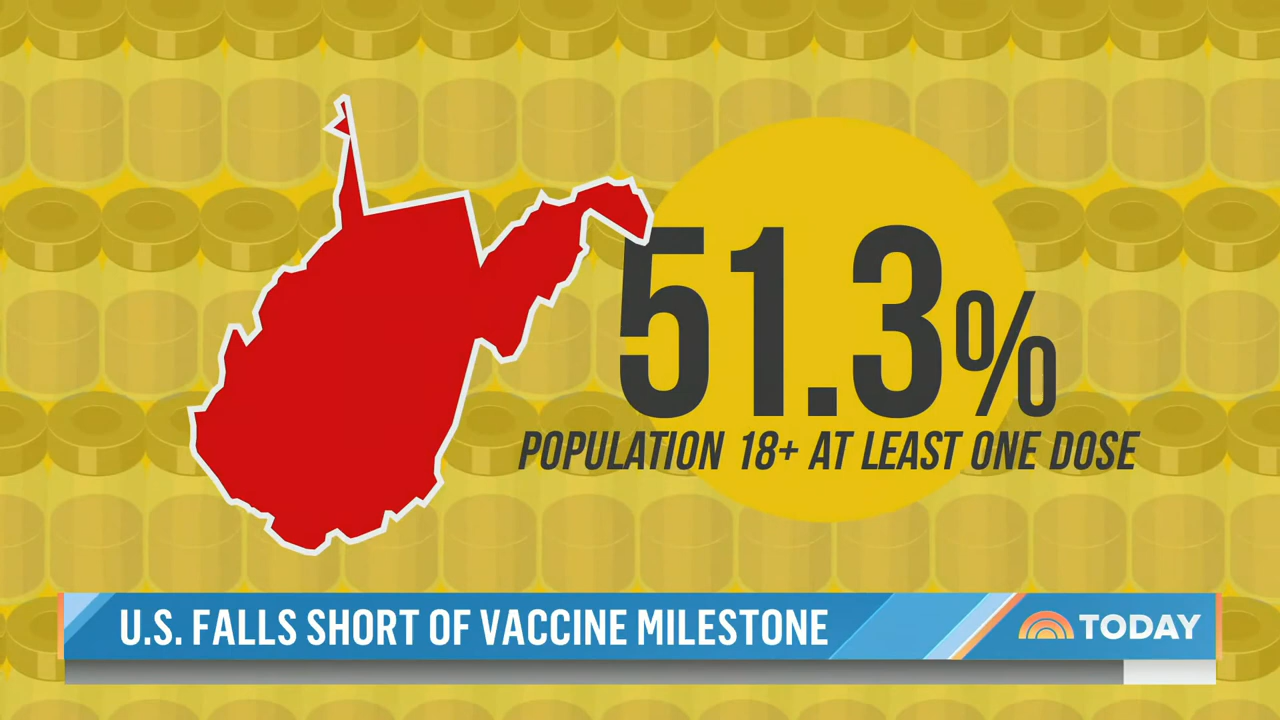 51.3%
POPULATION 18+ AT LEAST ONE DOSE
U.S. FALLS SHORT OF VACCINE MILESTONE
TODAY